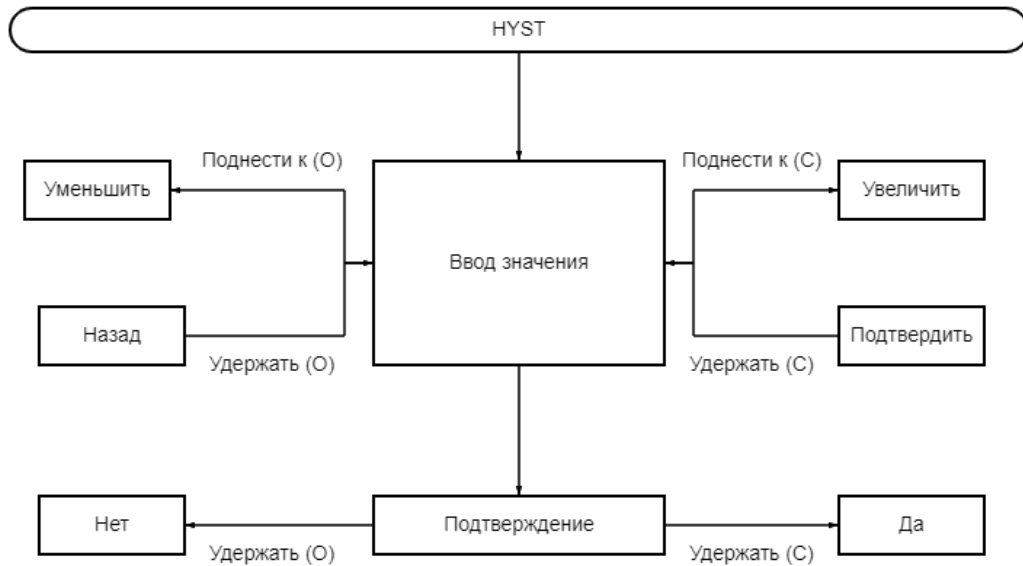 HYST
Поднести к (O)
Поднести к (C)
Уменьшить
Увеличить
Ввод значения
Назад
Подтвердить
Удержать (O)
Удержать (C)
Нет
Подтверждение
Да
Удержать (O)
Удержать (C)